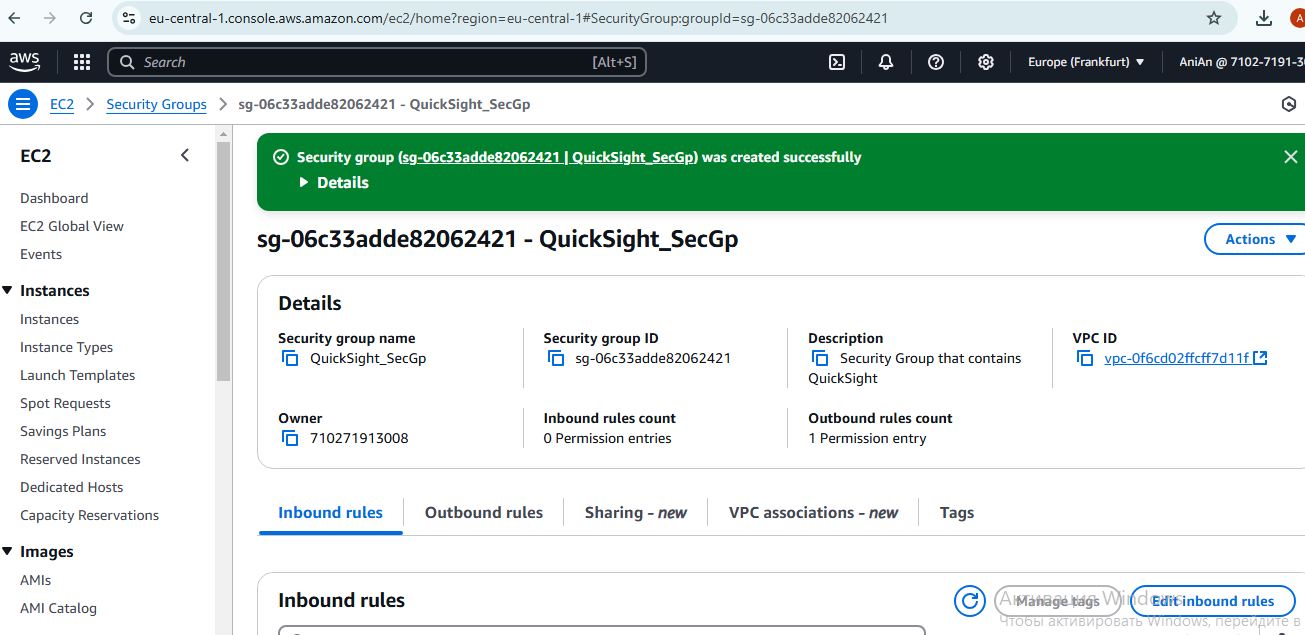 eu-central-1.console.aws.amazon.com/ec2/home?region=eu-central-1#SecurityGroup:groupId=sg-06c33adde82062421
A
aws
Search
[Alt+S]
Europe (Frankfurt)
AniAn @ 7102-7191-30
EC2
Security Groups
sg-06c33adde82062421 - QuickSight_SecGp
EC2
Dashboard
EC2 Global View
Events
Instances
Instances
Instance Types
Launch Templates
Spot Requests
Savings Plans
Reserved Instances
Dedicated Hosts
Capacity Reservations
Images
AMIs
AMI Catalog
Security group (sg-06c33adde82062421 | QuickSight_SecGp) was created successfully
Details
sg-06c33adde82062421 - QuickSight_SecGp
Actions
Details
Security group name
QuickSight_SecGp
Security group ID
sg-06c33adde82062421
Description
Security Group that contains
QuickSight
VPC ID
vpc-0f6cd02ffcff7d11f
Owner
710271913008
Inbound rules count
0 Permission entries
Outbound rules count
1 Permission entry
Inbound rules
Outbound rules
Sharing - new
VPC associations - new
Tags
Inbound rules
Manage tags
Edit inbound rules
Активация Windows
Чтобы активировать Windows, перейдите в